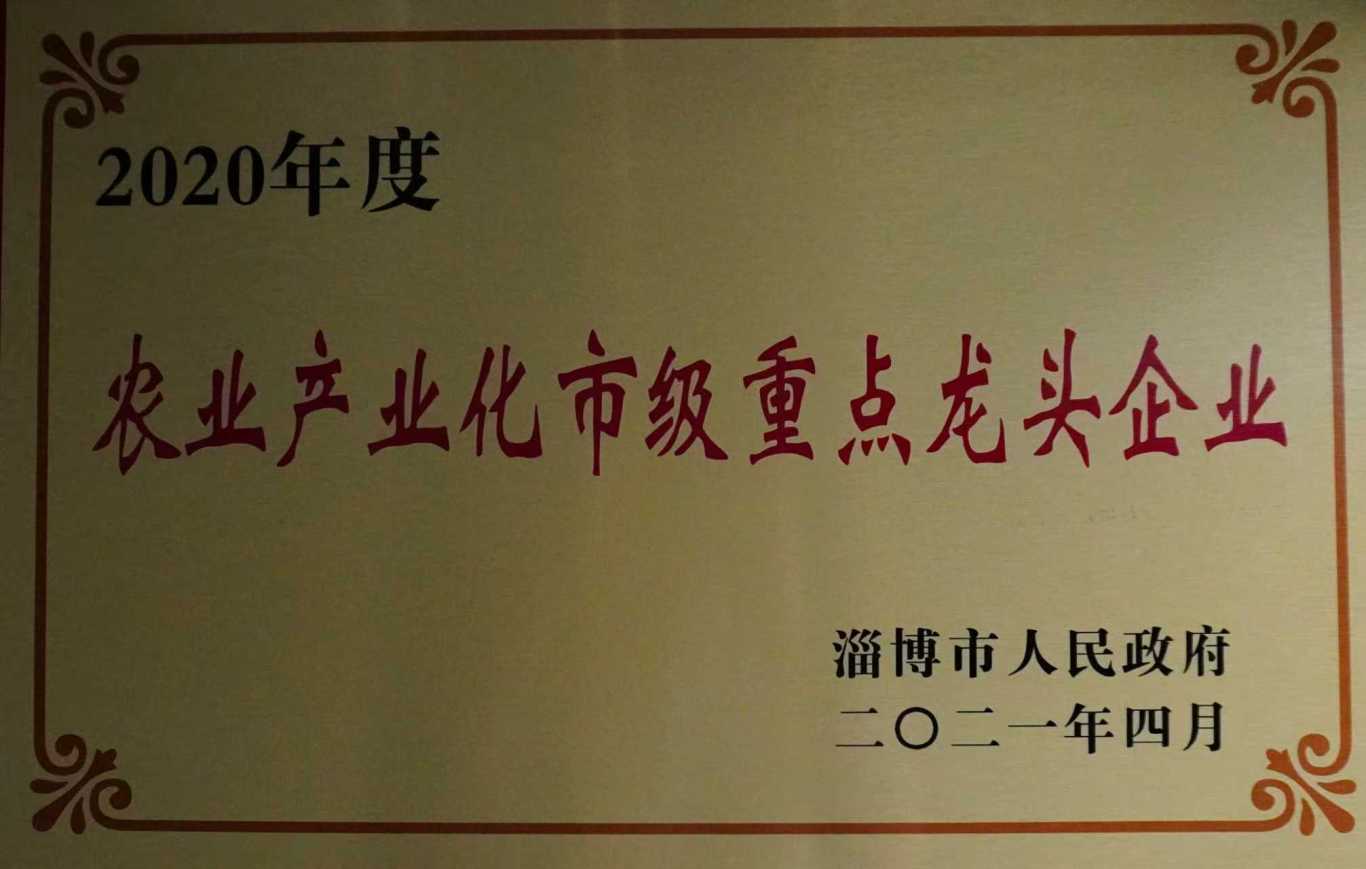 2020年度
农业产业化市级重点龙头企业
淄博市人民政府
二〇二一年四月